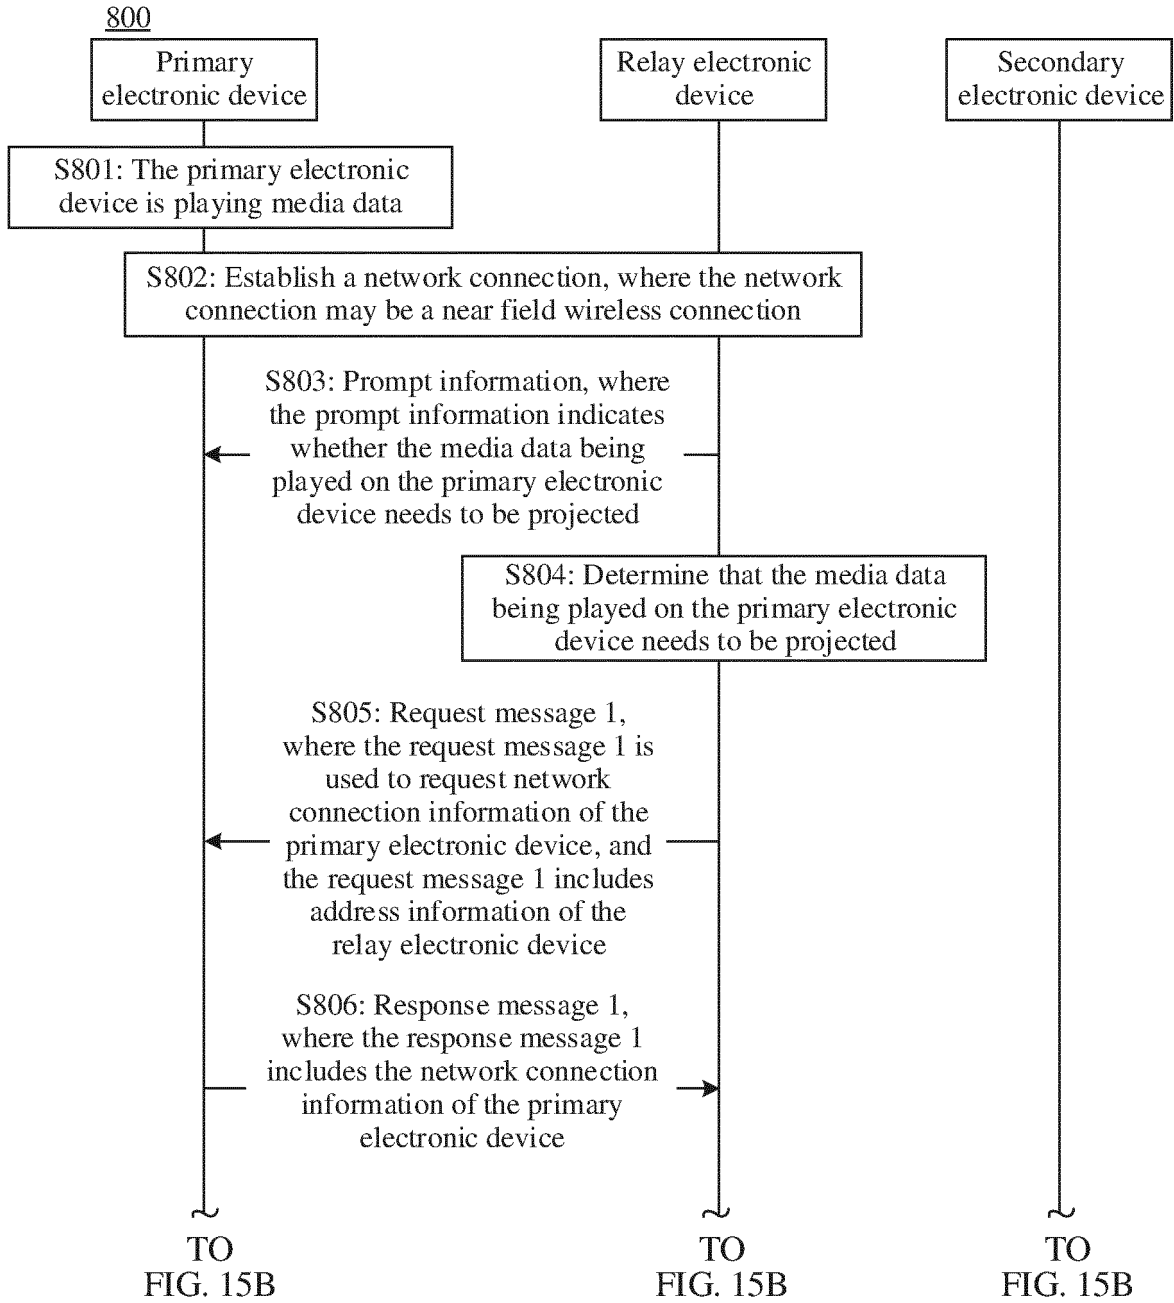 800
Primary
electronic device
Relay electronic
device
Secondary
electronic device
S801: The primary electronic
device is playing media data
S802: Establish a network connection, where the network
connection may be a near field wireless connection
S803: Prompt information, where
the prompt information indicates
whether the media data being
played on the primary electronic
device needs to be projected
S804: Determine that the media data
being played on the primary electronic
device needs to be projected
S805: Request message 1,
where the request message 1 is
used to request network
connection information of the
primary electronic device, and
the request message 1 includes
address information of the
relay electronic device
S806: Response message 1,
where the response message 1
includes the network connection
information of the primary
electronic device
TO
FIG. 15B
TO
FIG. 15B
TO
FIG. 15B